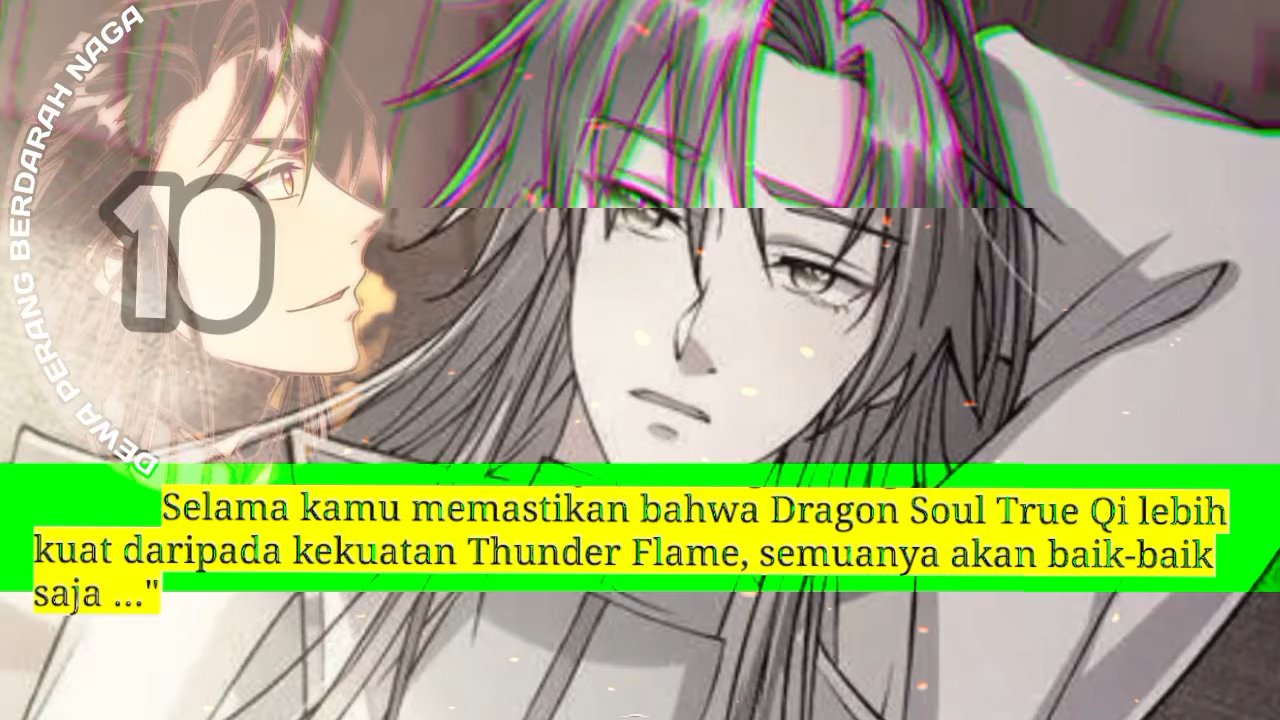 DEWA PERANG BERDARAH NAGA
10
Selama kamu memastikan bahwa Dragon Soul True Qi lebih
kuat daripada kekuatan Thunder Flame, semuanya akan baik-baik
saja ..."